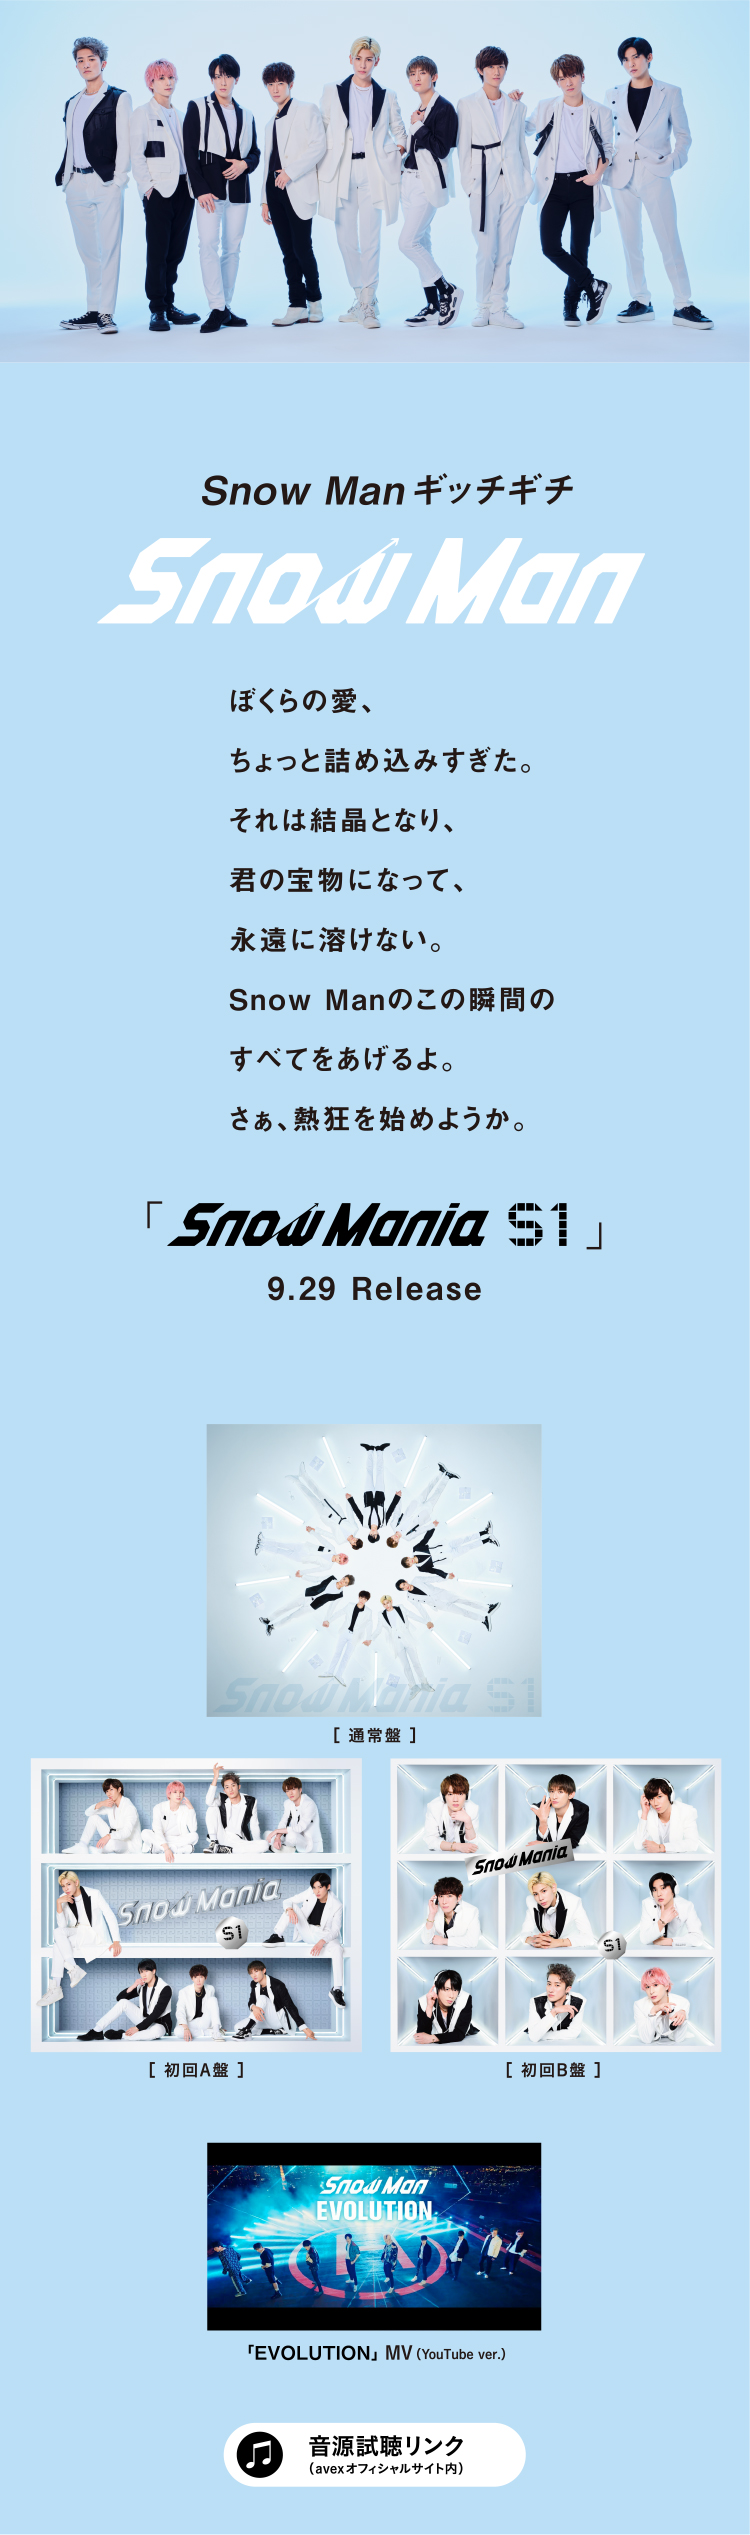 Snow Manギッチギチ
Snow Man
ぼくらの愛、
ちょっと詰め込みすぎた。
それは結晶となり、
君の宝物になって、
永遠に溶けない。
Snow Manのこの瞬間の
すべてをあげるよ。
さぁ、熱狂を始めようか。
「Snow Mania S1」
9.29 Release
Snow Mania S1
[ 通常盤 ]
Snow Mania
S1
[ 初回A盤 ]
Snow Mania
S1
[ 初回B盤 ]
Snow Man
EVOLUTION
「EVOLUTION」MV（YouTube ver.）
音源試聴リンク
（avexオフィシャルサイト内）